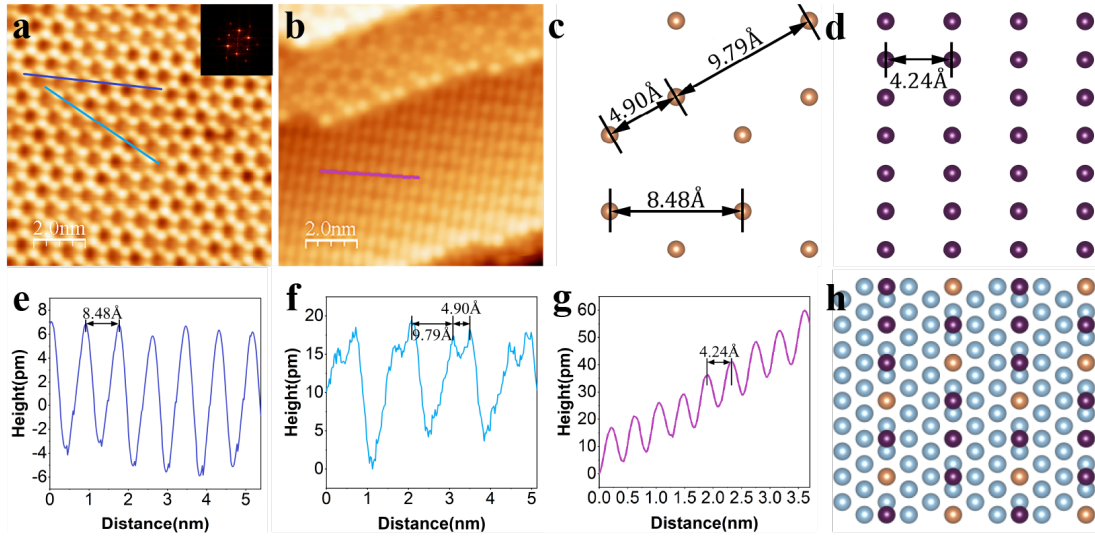 a
2.0nm
b
2.0nm
c
9.79Å
4.90Å
8.48Å
d
4.24Å
e
8.48Å
Height(pm)
8
6
4
2
0
-2
-4
-6
0 1 2 3 4 5
Distance(nm)
f
4.90Å
9.79Å
Height(pm)
20
15
10
5
0
0 1 2 3 4 5
Distance(nm)
g
4.24Å
Height(pm)
60
50
40
30
20
10
0
0.0 0.5 1.0 1.5 2.0 2.5 3.0 3.5
Distance(nm)
h